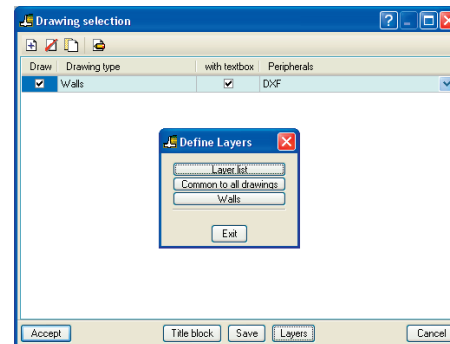 Drawing selection
Draw Drawing type with textbox Peripherals
Walls DXF
Define Layers
Layer list
Common to all drawings
Walls
Exit
Accept Title block Save Layers Cancel